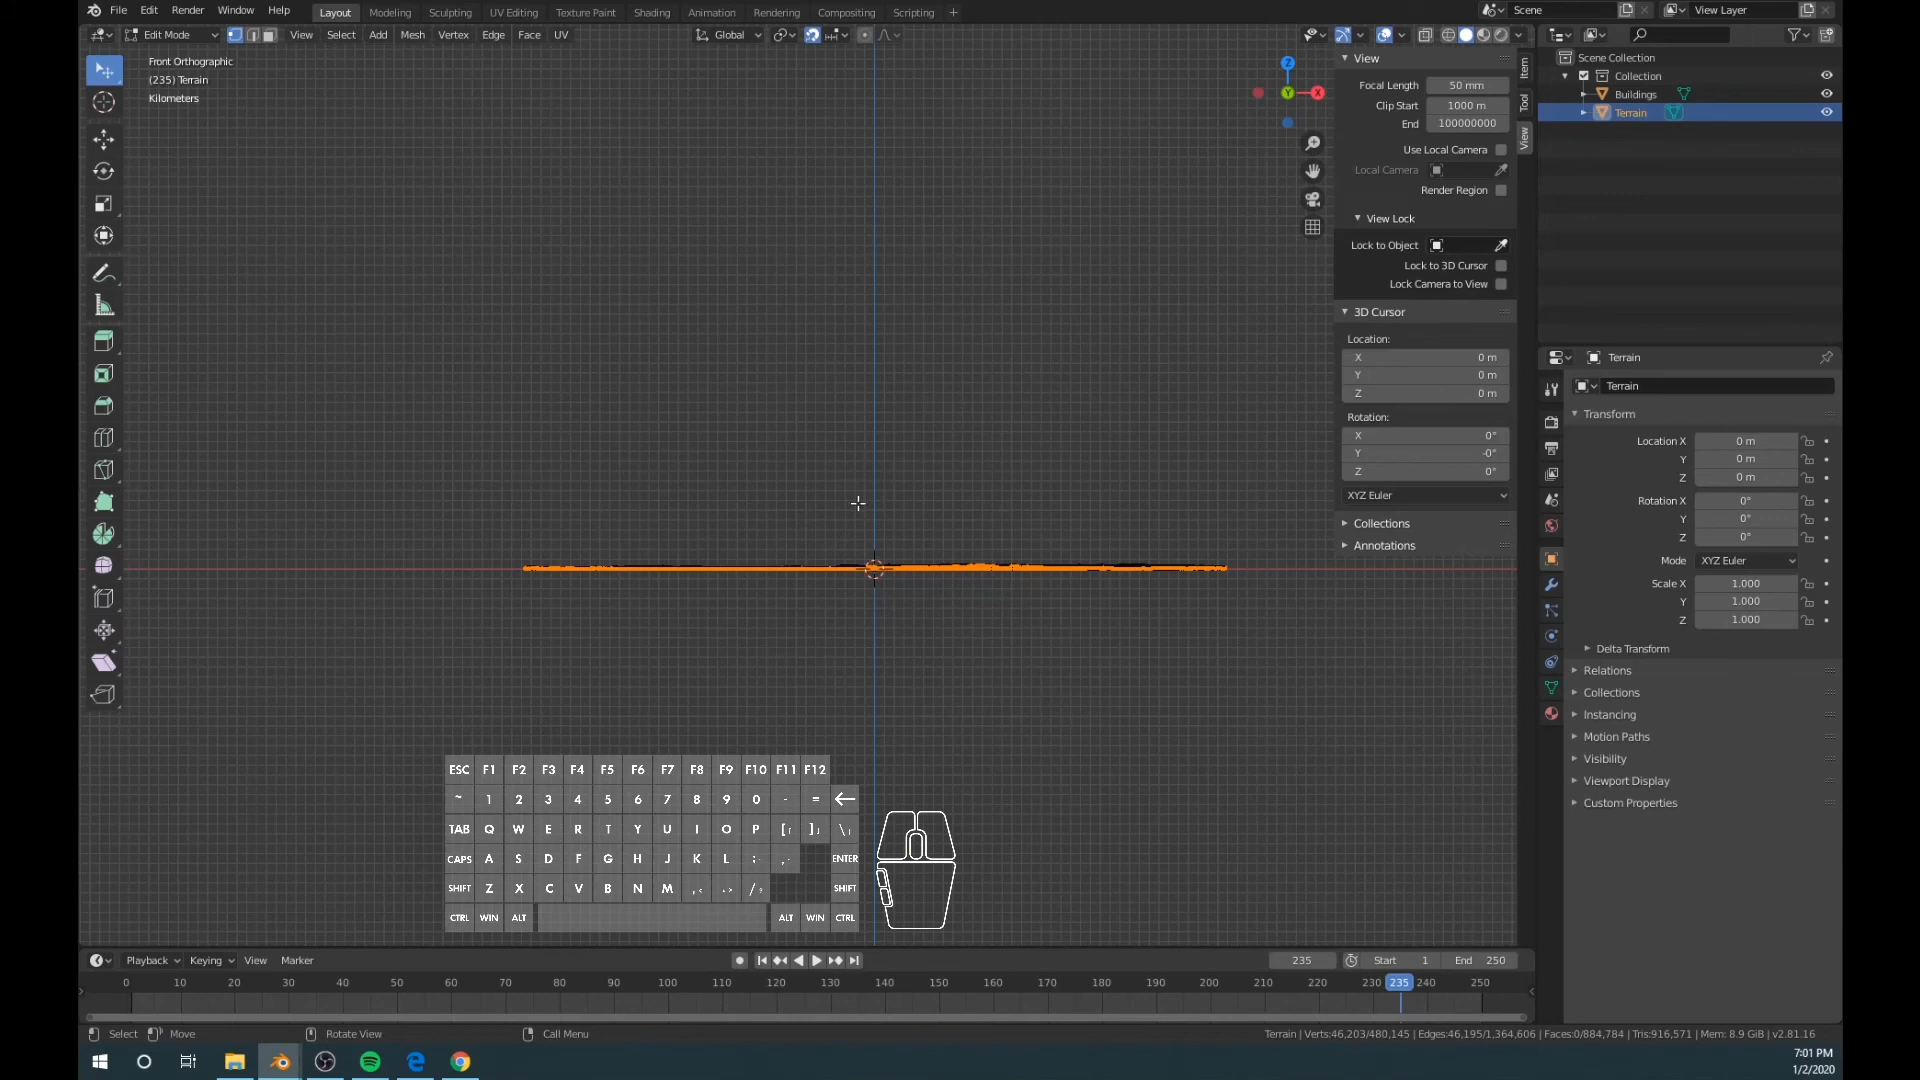 File Edit Render Window Help Layout Modeling Sculpting UV Editing Texture Paint Shading Animation Rendering Compositing Scripting + Scene View Layer
Edit Mode View Select Add Mesh Vertex Edge Face UV Global
Front Orthographic
(235) Terrain
Kilometers
Z
Y
X
View
Focal Length 50 mm
Clip Start 1000 m
End 100000000
Use Local Camera
Local Camera
Render Region
View Lock
Lock to Object
Lock to 3D Cursor
Lock Camera to View
3D Cursor
Location:
X 0 m
Y 0 m
Z 0 m
Rotation:
X 0°
Y -0°
Z 0°
XYZ Euler
Collections
Annotations
Item
Tool
View
Scene Collection
Collection
Buildings
Terrain
Terrain
Terrain
Transform
Location X 0 m
Y 0 m
Z 0 m
Rotation X 0°
Y 0°
Z 0°
Mode XYZ Euler
Scale X 1.000
Y 1.000
Z 1.000
Delta Transform
Relations
Collections
Instancing
Motion Paths
Visibility
Viewport Display
Custom Properties
ESC F1 F2 F3 F4 F5 F6 F7 F8 F9 F10 F11 F12
~ 1 2 3 4 5 6 7 8 9 0 - = ←
TAB Q W E R T Y U I O P [ ] \
CAPS A S D F G H J K L ; ENTER
SHIFT Z X C V B N M , . / SHIFT
CTRL WIN ALT ALT WIN CTRL
Playback Keying View Marker 235 Start 1 End 250
0 10 20 30 40 50 60 70 80 90 100 110 120 130 140 150 160 170 180 190 200 210 220 230 235 240 250
Select Move Rotate View Call Menu Terrain | Verts:46,203/480,145 | Edges:46,195/1,364,606 | Faces:0/884,784 | Tris:916,571 | Mem: 8.9 GiB | v2.81.16
7:01 PM
1/2/2020